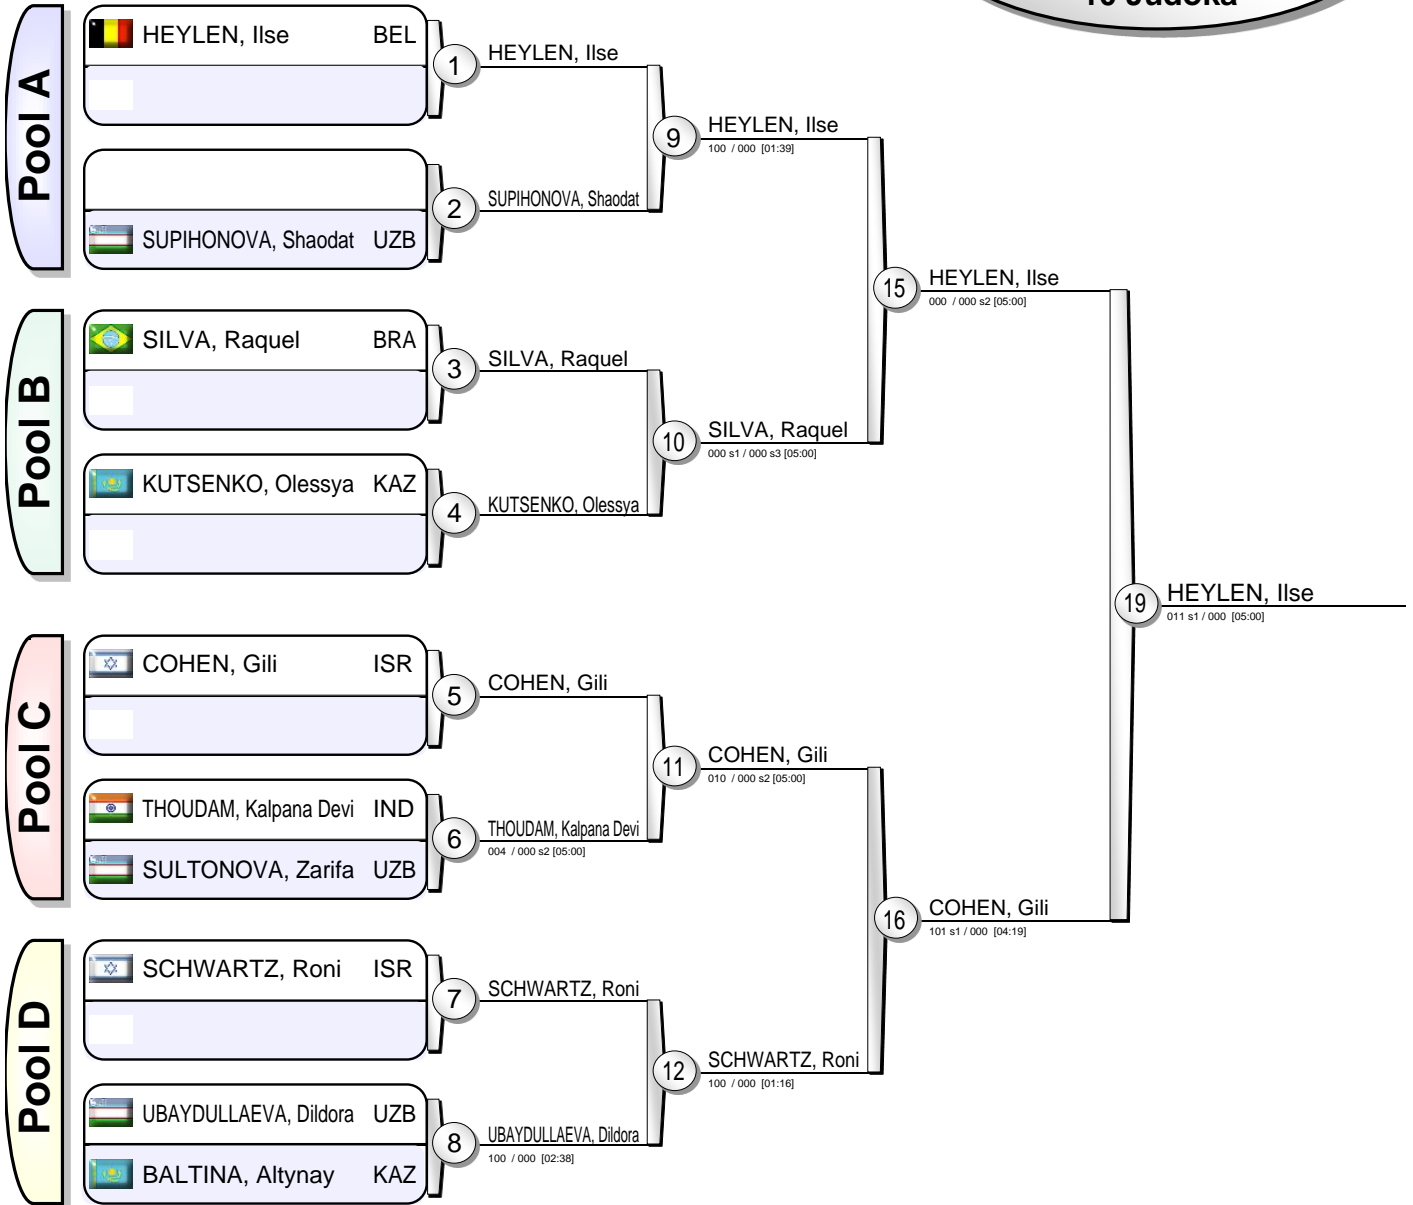 10 Judoka
Pool A
HEYLEN, Ilse BEL
SUPIHONOVA, Shaodat UZB
Pool B
SILVA, Raquel BRA
KUTSENKO, Olessya KAZ
Pool C
COHEN, Gili ISR
THOUDAM, Kalpana Devi IND
SULTONOVA, Zarifa UZB
Pool D
SCHWARTZ, Roni ISR
UBAYDULLAEVA, Dildora UZB
BALTINA, Altynay KAZ
1
HEYLEN, Ilse
2
SUPIHONOVA, Shaodat
3
SILVA, Raquel
4
KUTSENKO, Olessya
5
COHEN, Gili
6
THOUDAM, Kalpana Devi
004 / 000 s2 [05:00]
7
SCHWARTZ, Roni
8
UBAYDULLAEVA, Dildora
100 / 000 [02:38]
9
HEYLEN, Ilse
100 / 000 [01:39]
10
SILVA, Raquel
000 s1 / 000 s3 [05:00]
11
COHEN, Gili
010 / 000 s2 [05:00]
12
SCHWARTZ, Roni
100 / 000 [01:16]
15
HEYLEN, Ilse
000 / 000 s2 [05:00]
16
COHEN, Gili
101 s1 / 000 [04:19]
19
HEYLEN, Ilse
011 s1 / 000 [05:00]